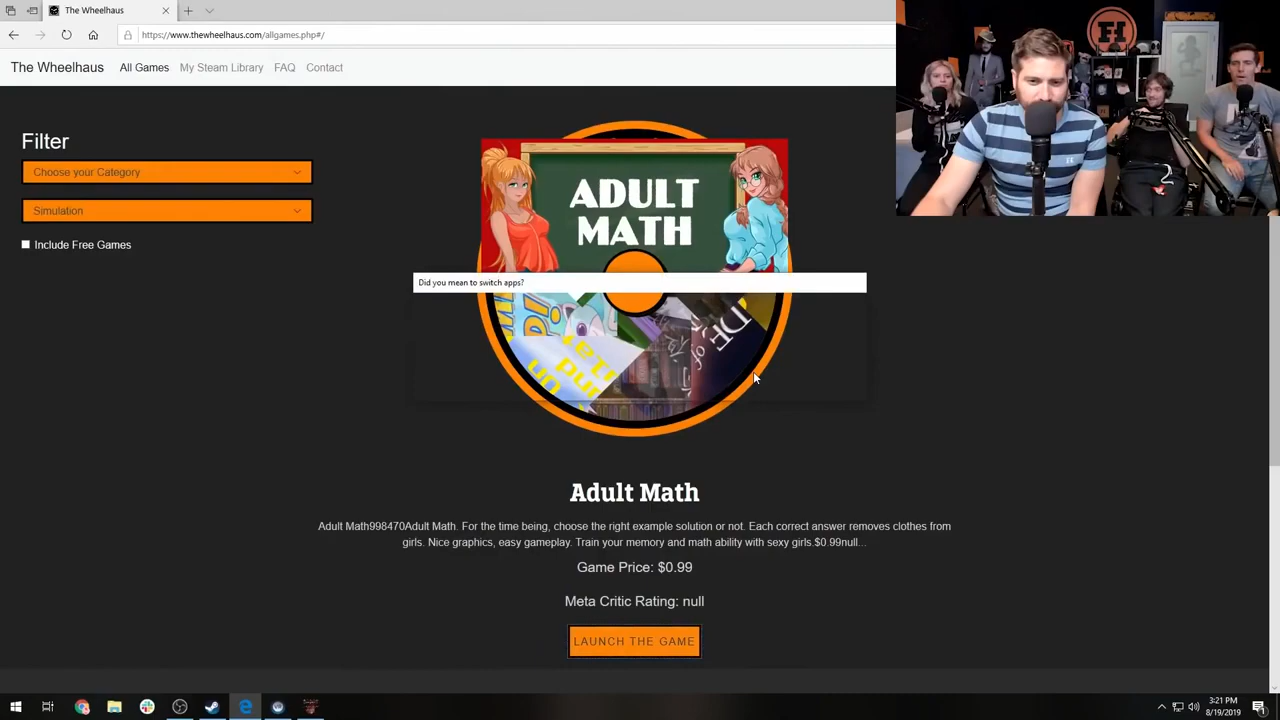 The Wheelhaus
https://www.thewheelhaus.com/allgames.php#/
The Wheelhaus
All Games
My Steam Library
FAQ
Contact
Filter
Choose your Category
Simulation
Include Free Games
ADULT
MATH
Did you mean to switch apps?
DE of
un
Adult Math
Adult Math998470Adult Math. For the time being, choose the right example solution or not. Each correct answer removes clothes from
girls. Nice graphics, easy gameplay. Train your memory and math ability with sexy girls.$0.99null...
Game Price: $0.99
Meta Critic Rating: null
LAUNCH THE GAME
3:21 PM
8/19/2019